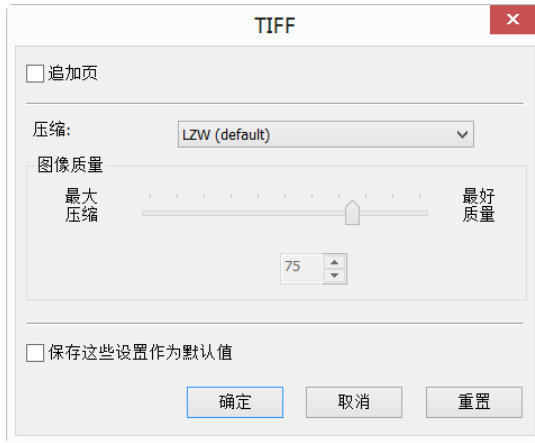 TIFF
追加页
压缩:
LZW (default)
图像质量
最大
压缩
最好
质量
75
保存这些设置作为默认值
确定
取消
重置